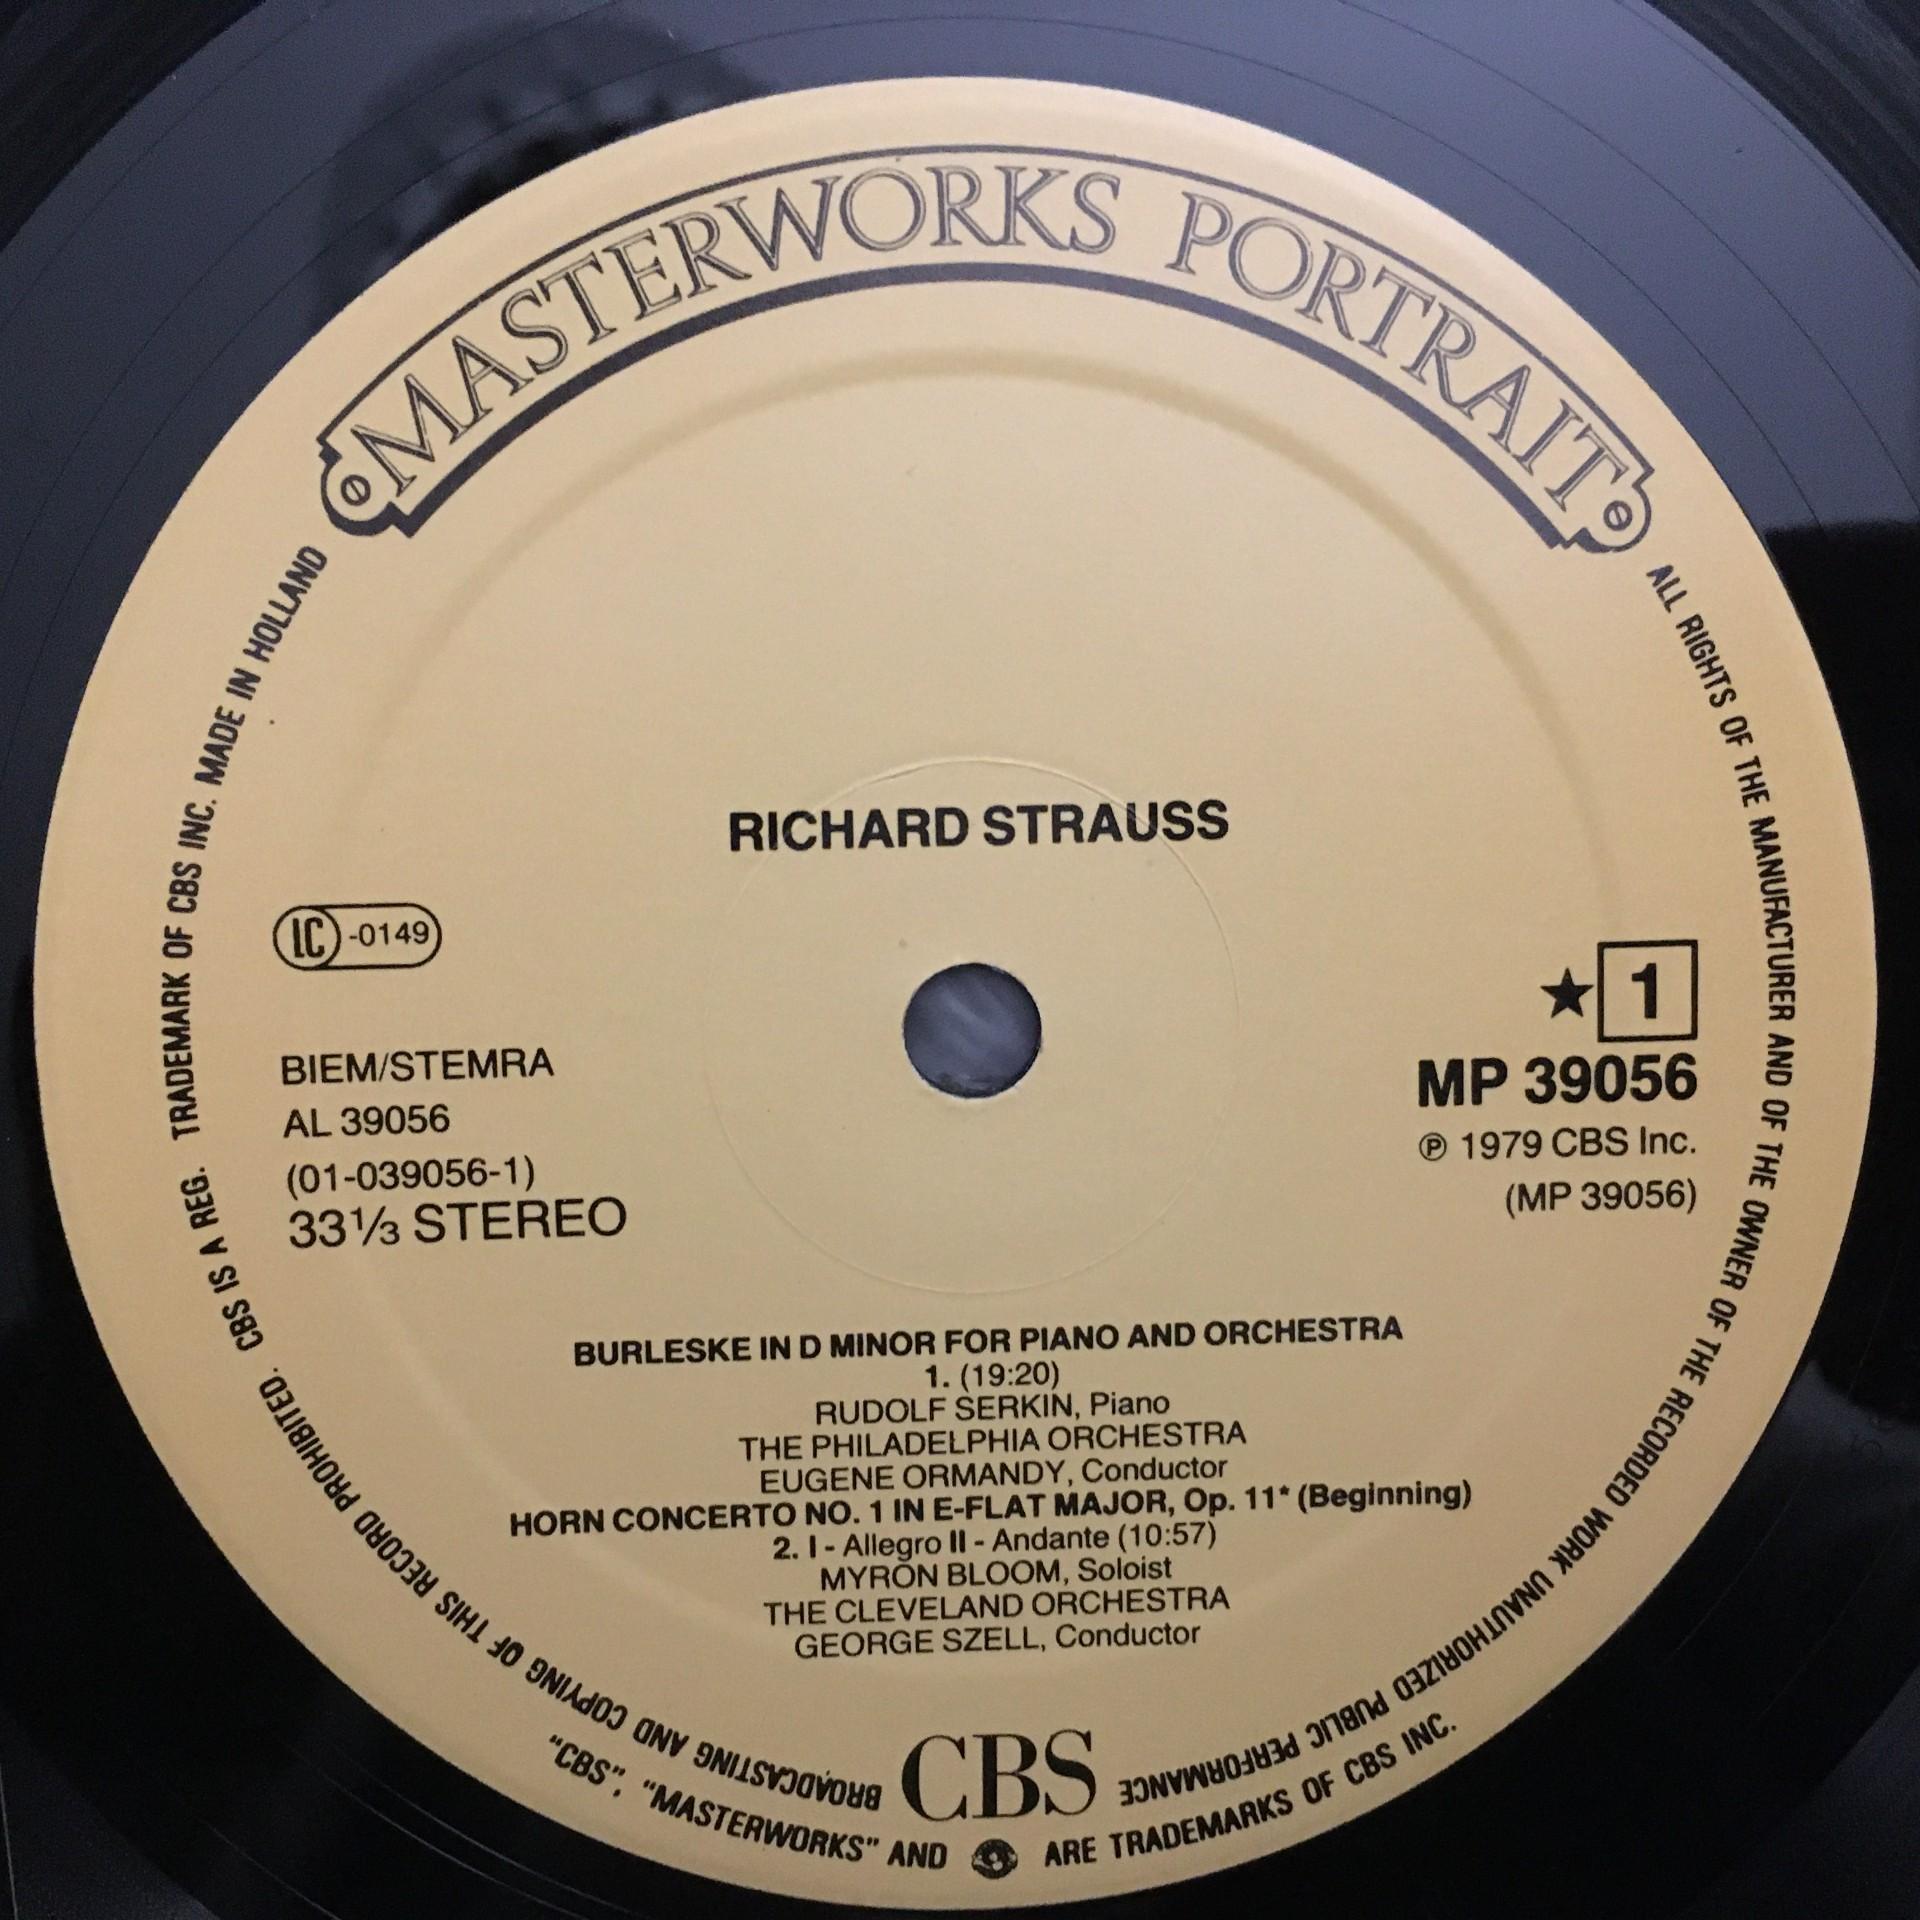 MASTERWORKS PORTRAIT
RICHARD STRAUSS
LC -0149
★ 1
BIEM/STEMRA
AL 39056
(01-039056-1)
33⅓ STEREO
MP 39056
℗ 1979 CBS Inc.
(MP 39056)
BURLESKE IN D MINOR FOR PIANO AND ORCHESTRA
1. (19:20)
RUDOLF SERKIN, Piano
THE PHILADELPHIA ORCHESTRA
EUGENE ORMANDY, Conductor
HORN CONCERTO NO. 1 IN E-FLAT MAJOR, Op. 11* (Beginning)
2. I - Allegro II - Andante (10:57)
MYRON BLOOM, Soloist
THE CLEVELAND ORCHESTRA
GEORGE SZELL, Conductor
CBS
ALL RIGHTS OF THE MANUFACTURER AND OF THE OWNER OF THE RECORDED WORK UNAUTHORIZED PUBLIC PERFORMANCE BROADCASTING AND COPYING OF THIS RECORD PROHIBITED. CBS IS A REG. TRADEMARK OF CBS INC. MADE IN HOLLAND
"CBS", "MASTERWORKS" AND ARE TRADEMARKS OF CBS INC.